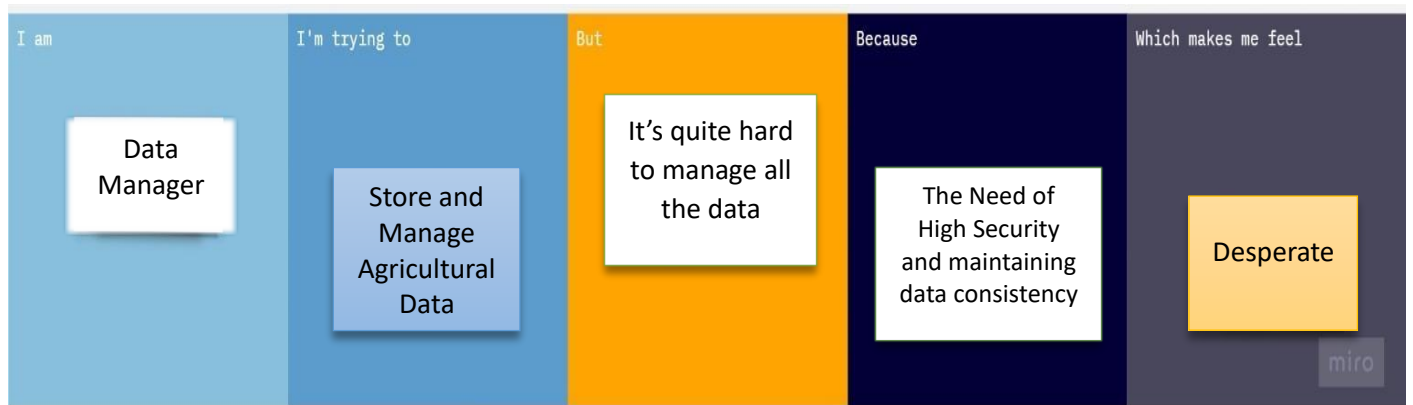 I am
Data
Manager
I'm trying to
Store and
Manage
Agricultural
Data
But
It’s quite hard
to manage all
the data
Because
The Need of
High Security
and maintaining
data consistency
Which makes me feel
Desperate
miro